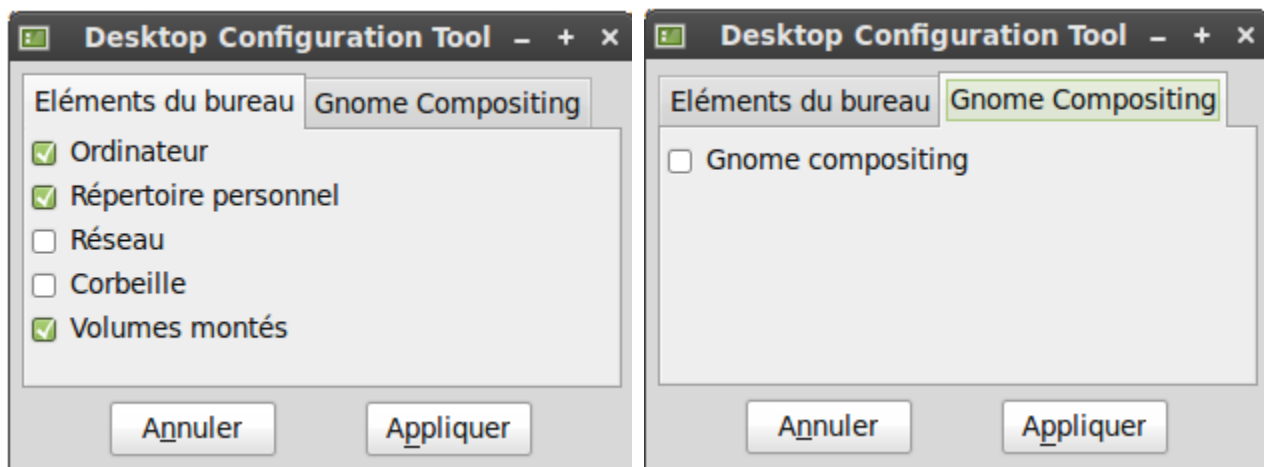 Desktop Configuration Tool
Eléments du bureau Gnome Compositing
Ordinateur
Répertoire personnel
Réseau
Corbeille
Volumes montés
Annuler Appliquer
Desktop Configuration Tool
Eléments du bureau Gnome Compositing
Gnome compositing
Annuler Appliquer